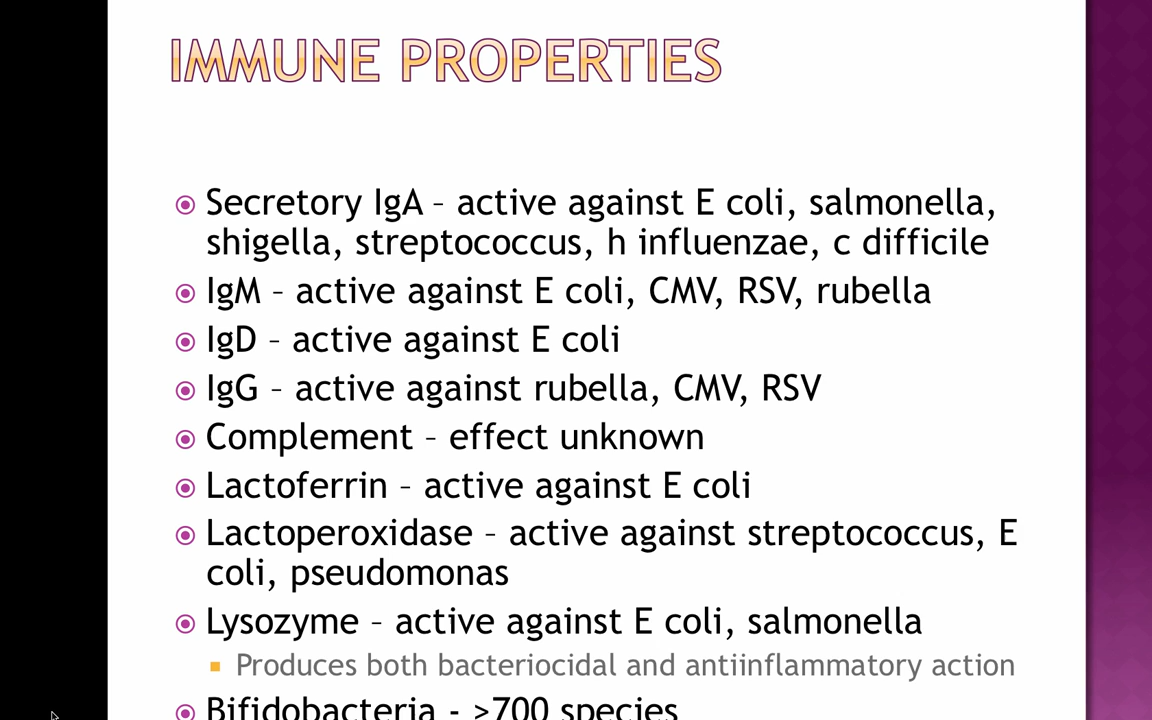 IMMUNE PROPERTIES
Secretory IgA – active against E coli, salmonella,
shigella, streptococcus, h influenzae, c difficile
IgM – active against E coli, CMV, RSV, rubella
IgD – active against E coli
IgG – active against rubella, CMV, RSV
Complement – effect unknown
Lactoferrin – active against E coli
Lactoperoxidase – active against streptococcus, E
coli, pseudomonas
Lysozyme – active against E coli, salmonella
Produces both bacteriocidal and antiinflammatory action
Bifidobacteria - >700 species